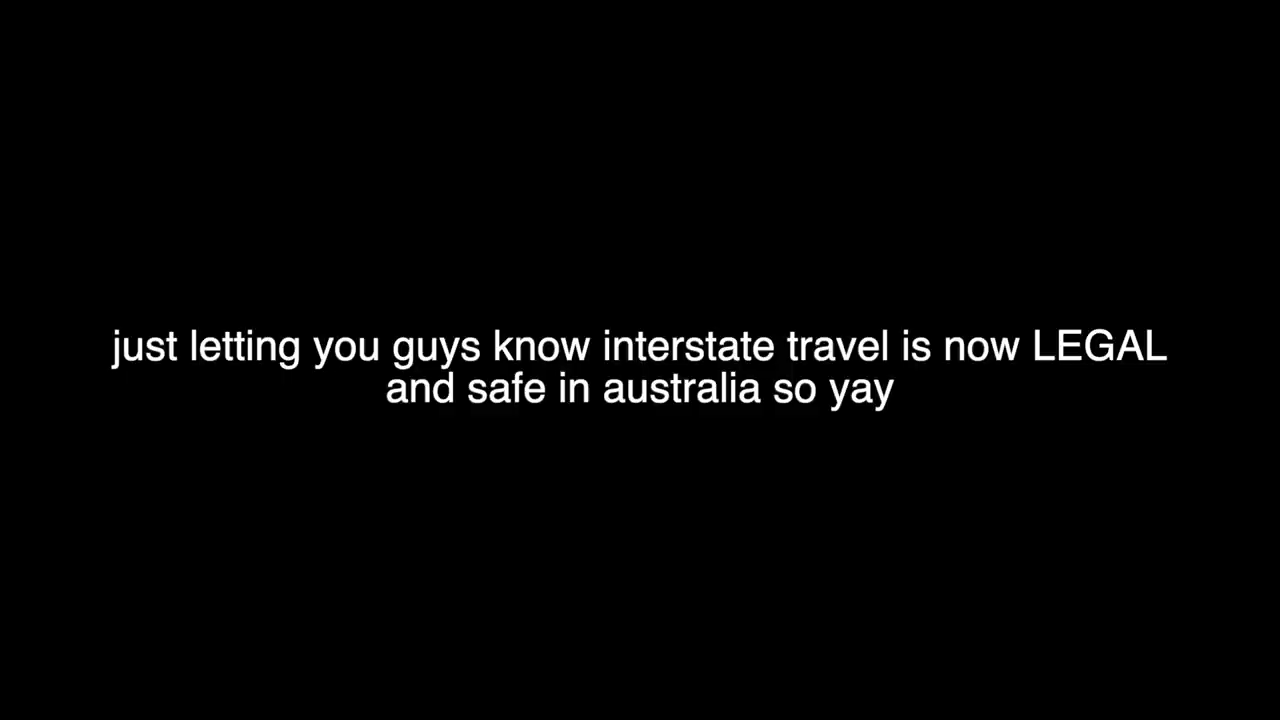 just letting you guys know interstate travel is now LEGAL
and safe in australia so yay